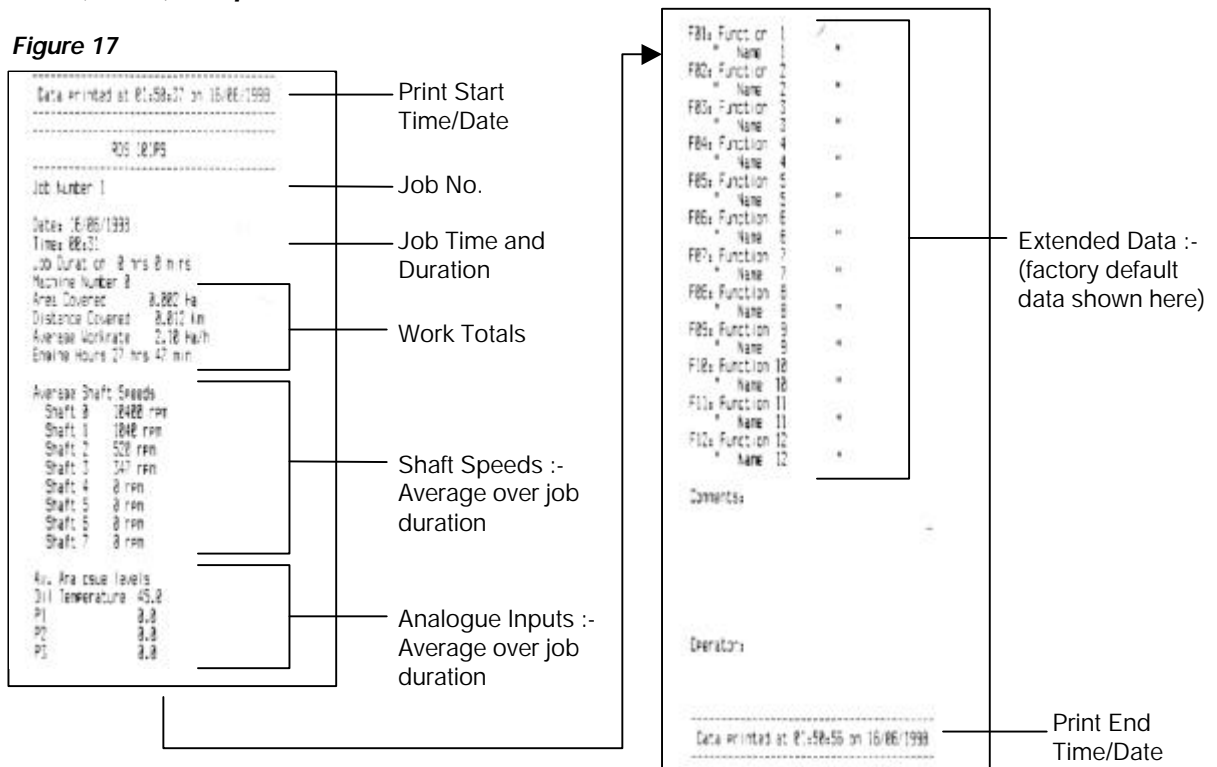 Figure 17
Data printed at 01:50:37 on 16/06/1998
RDS
Job Number 1
Date: 16/06/1998
Time: 00:31
Job Duration 0 hrs 0 mins
Machine Number 0
Area Covered 0.002 ha
Distance Covered 0.012 km
Average Workrate 2.10 Ha/h
Engine Hours 27 hrs 47 min
Average Shaft Speeds
Shaft 0 10400 rpm
Shaft 1 1040 rpm
Shaft 2 520 rpm
Shaft 3 347 rpm
Shaft 4 0 rpm
Shaft 5 0 rpm
Shaft 6 0 rpm
Shaft 7 0 rpm
Av. Analogue levels
Oil Temperature 45.0
P1 0.0
P2 0.0
P3 0.0
Print Start
Time/Date
Job No.
Job Time and
Duration
Work Totals
Shaft Speeds :-
Average over job
duration
Analogue Inputs :-
Average over job
duration
F01: Function 1
" Name 1 "
F02: Function 2
" Name 2 "
F03: Function 3
" Name 3 "
F04: Function 4
" Name 4 "
F05: Function 5
" Name 5 "
F06: Function 6
" Name 6 "
F07: Function 7
" Name 7 "
F08: Function 8
" Name 8 "
F09: Function 9
" Name 9 "
F10: Function 10
" Name 10 "
F11: Function 11
" Name 11 "
F12: Function 12
" Name 12 "
Comments:
Operator:
Data printed at 01:50:56 on 16/06/1998
Extended Data :-
(factory default
data shown here)
Print End
Time/Date